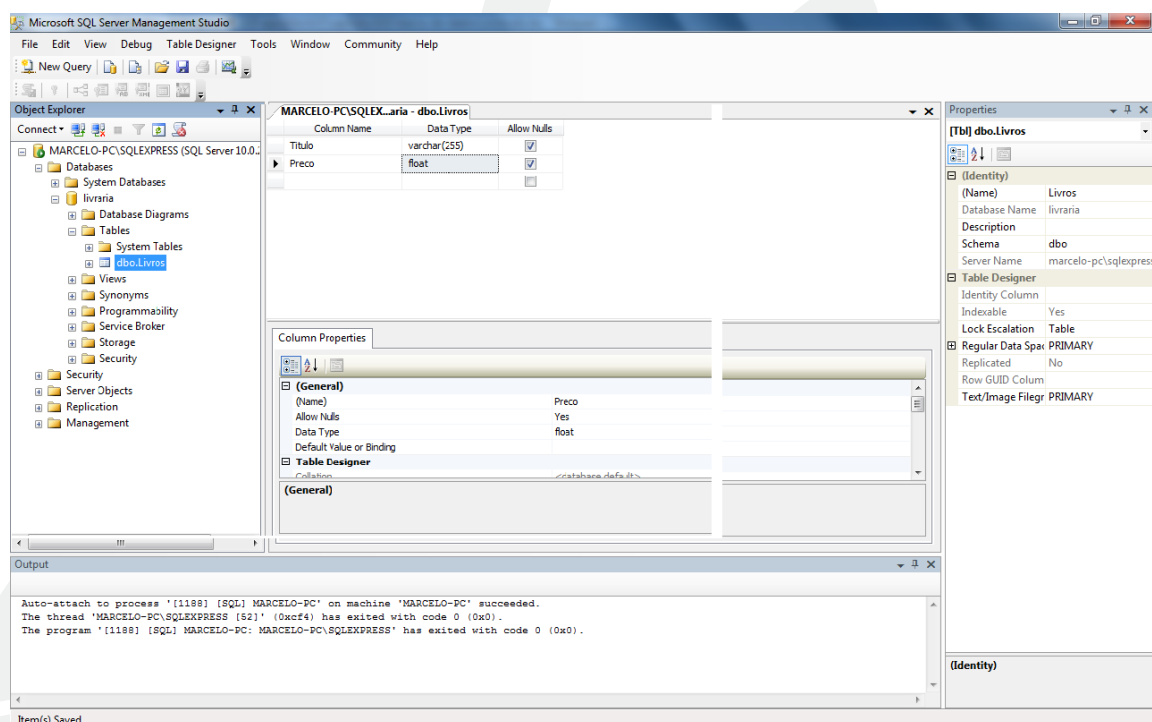 Microsoft SQL Server Management Studio
File Edit View Debug Table Designer Tools Window Community Help
New Query
Object Explorer
Connect
MARCELO-PC\SQLEXPRESS (SQL Server 10.0.
Databases
System Databases
livraria
Database Diagrams
Tables
System Tables
dbo.Livros
Views
Synonyms
Programmability
Service Broker
Storage
Security
Security
Server Objects
Replication
Management
MARCELO-PC\SQLEX...aria - dbo.Livros
Column Name Data Type Allow Nulls
Titulo varchar(255)
Preco float
Column Properties
(General)
(Name) Preco
Allow Nulls Yes
Data Type float
Default Value or Binding
Table Designer
Collation <database default>
(General)
Properties
[Tbl] dbo.Livros
(Identity)
(Name) Livros
Database Name livraria
Description
Schema dbo
Server Name marcelo-pc\sqlexpres
Table Designer
Identity Column
Indexable Yes
Lock Escalation Table
Regular Data Spac PRIMARY
Replicated No
Row GUID Colum
Text/Image Filegr PRIMARY
(Identity)
Output
Auto-attach to process '[1188] [SQL] MARCELO-PC' on machine 'MARCELO-PC' succeeded.
The thread 'MARCELO-PC\SQLEXPRESS [52]' (0xcf4) has exited with code 0 (0x0).
The program '[1188] [SQL] MARCELO-PC: MARCELO-PC\SQLEXPRESS' has exited with code 0 (0x0).
Item(s) Saved